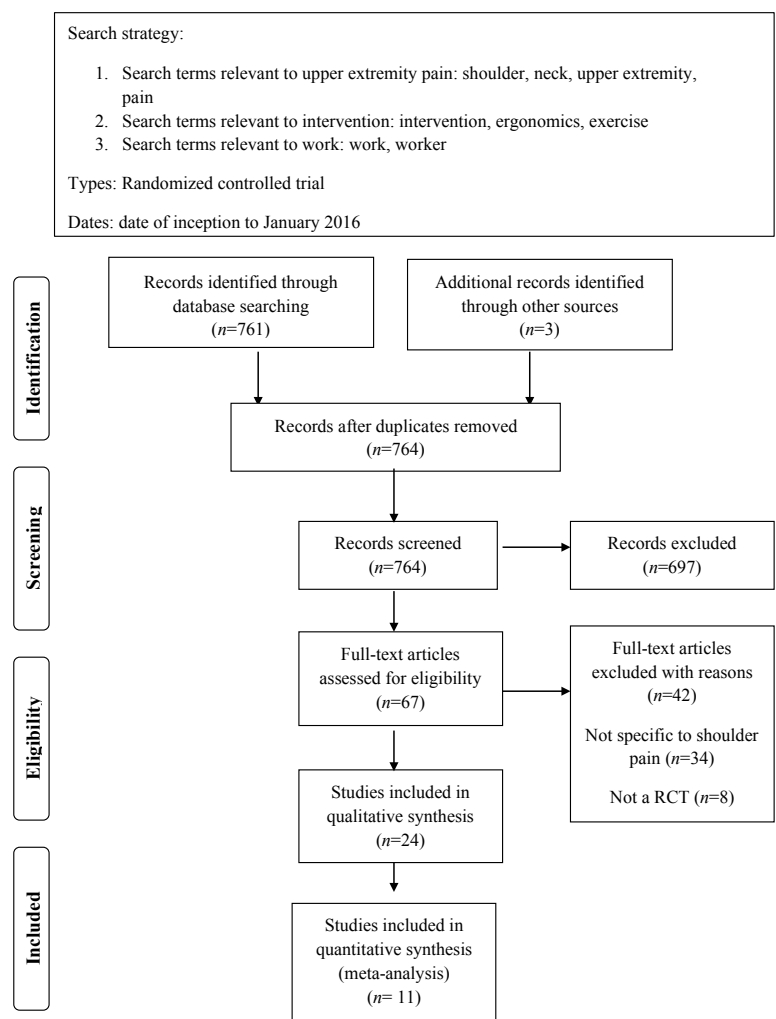 Search strategy:
1. Search terms relevant to upper extremity pain: shoulder, neck, upper extremity,
pain
2. Search terms relevant to intervention: intervention, ergonomics, exercise
3. Search terms relevant to work: work, worker
Types: Randomized controlled trial
Dates: date of inception to January 2016
Identification
Records identified through
database searching
(n=761)
Additional records identified
through other sources
(n=3)
Records after duplicates removed
(n=764)
Screening
Records screened
(n=764)
Records excluded
(n=697)
Eligibility
Full-text articles
assessed for eligibility
(n=67)
Full-text articles
excluded with reasons
(n=42)
Not specific to shoulder
pain (n=34)
Not a RCT (n=8)
Studies included in
qualitative synthesis
(n=24)
Included
Studies included in
quantitative synthesis
(meta-analysis)
(n= 11)